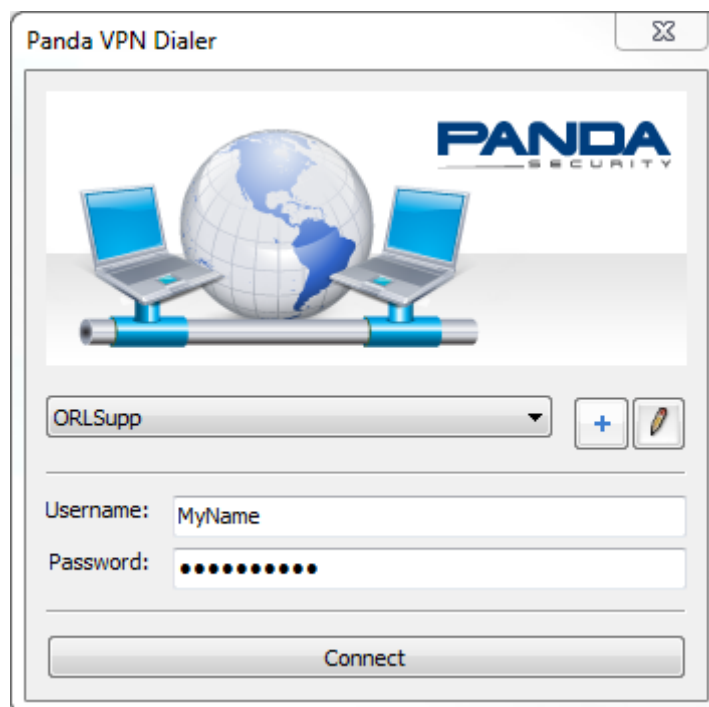 Panda VPN Dialer
PANDA
SECURITY
ORLSupp
+
Username: MyName
Password: ••••••••••
Connect